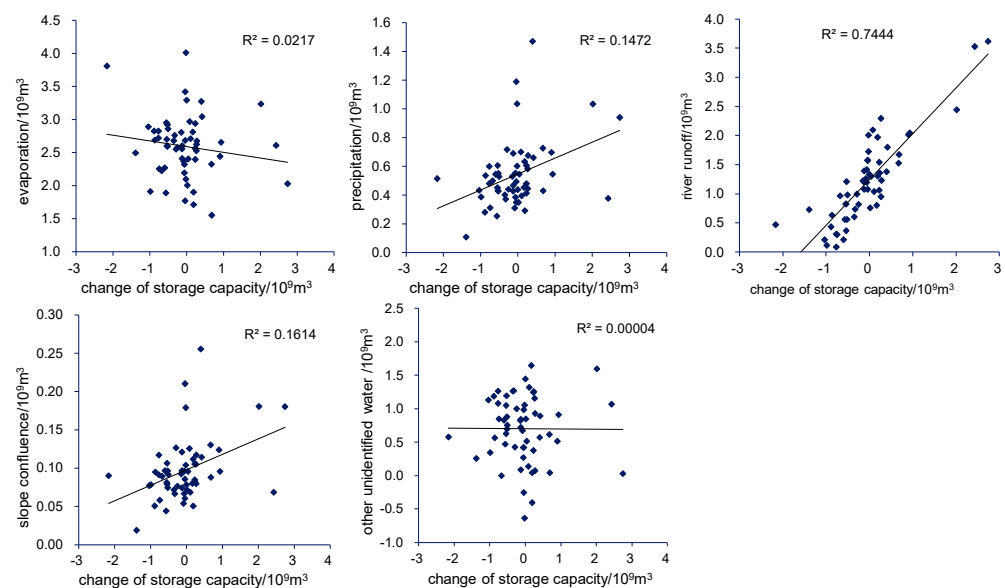 R² = 0.0217
4.5
4.0
3.5
3.0
2.5
2.0
1.5
1.0
evaporation/10⁹m³
-3 -2 -1 0 1 2 3 4
change of storage capacity/10⁹m³
R² = 0.1472
1.6
1.4
1.2
1.0
0.8
0.6
0.4
0.2
0.0
precipitation/10⁹m³
-3 -2 -1 0 1 2 3 4
change of storage capacity/10⁹m³
R² = 0.7444
4.0
3.5
3.0
2.5
2.0
1.5
1.0
0.5
0.0
river runoff/10⁹m³
-3 -2 -1 0 1 2 3
change of storage capacity/10⁹m³
R² = 0.1614
0.30
0.25
0.20
0.15
0.10
0.05
0.00
slope confluence/10⁹m³
-3 -2 -1 0 1 2 3 4
change of storage capacity/10⁹m³
R² = 0.00004
2.5
2.0
1.5
1.0
0.5
0.0
-0.5
-1.0
other unidentified water /10⁹m³
-3 -2 -1 0 1 2 3 4
change of storage capacity/10⁹m³